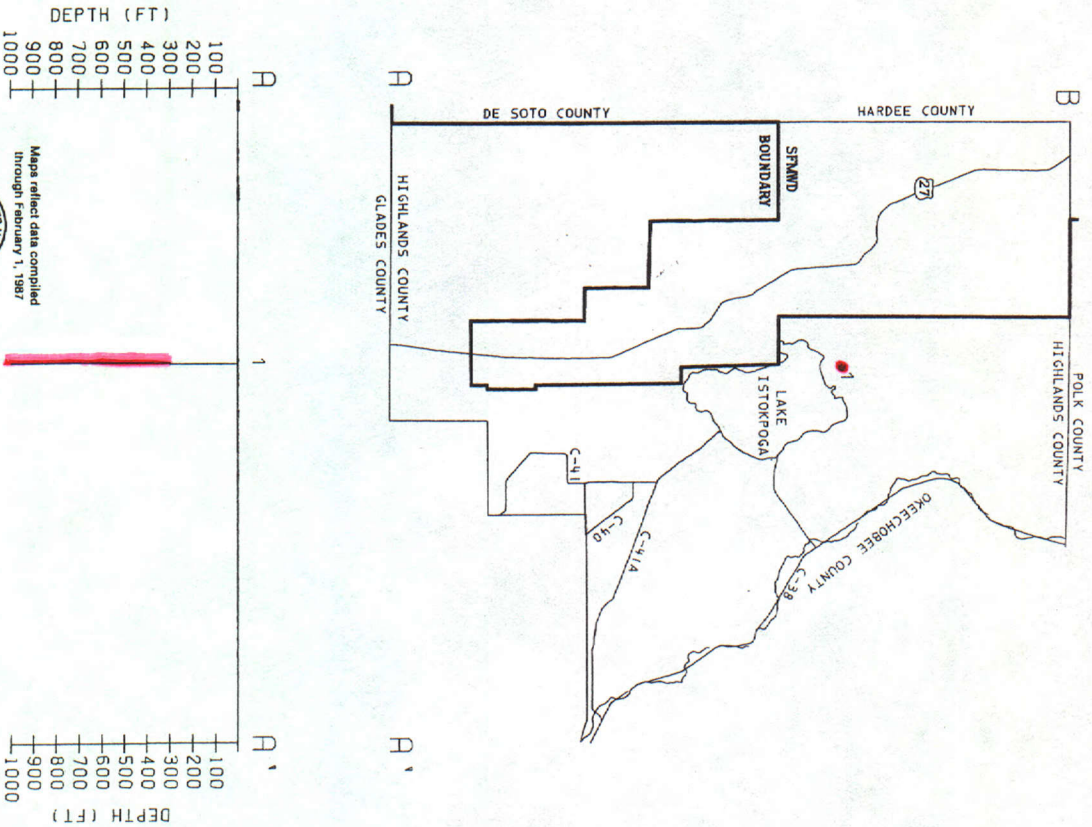 B
HARDEE COUNTY
DE SOTO COUNTY
POLK COUNTY
HIGHLANDS COUNTY
27
SFMWD
BOUNDARY
1
LAKE
ISTOKPOGA
OKEECHOBEE COUNTY
C-38
C-41A
C-40
C-41
HIGHLANDS COUNTY
GLADES COUNTY
A
A'
A
A'
1
DEPTH (FT)
100
200
300
400
500
600
700
800
900
1000
DEPTH (FT)
100
200
300
400
500
600
700
800
900
1000
Maps reflect data compiled
through February 1, 1987